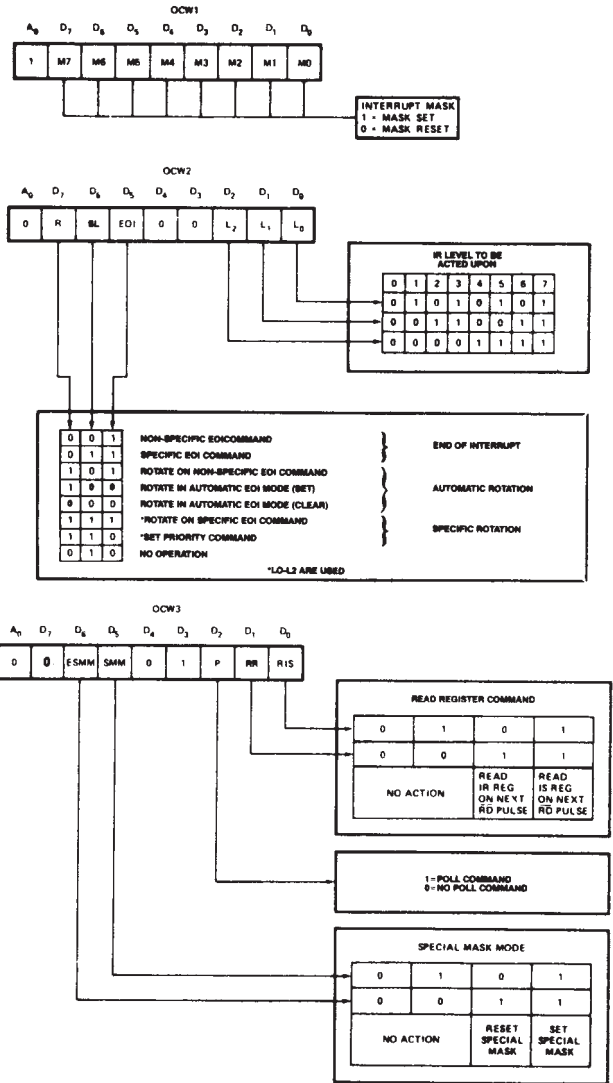 OCW1
A₀ D₇ D₆ D₅ D₄ D₃ D₂ D₁ D₀
1 M7 M6 M5 M4 M3 M2 M1 M0
INTERRUPT MASK
1 = MASK SET
0 = MASK RESET
OCW2
A₀ D₇ D₆ D₅ D₄ D₃ D₂ D₁ D₀
0 R SL EOI 0 0 L₂ L₁ L₀
IR LEVEL TO BE
ACTED UPON
0 1 2 3 4 5 6 7
0 1 0 1 0 1 0 1
0 0 1 1 0 0 1 1
0 0 0 0 1 1 1 1
0 0 1 NON-SPECIFIC EOICOMMAND
0 1 1 SPECIFIC EOI COMMAND
END OF INTERRUPT
1 0 1 ROTATE ON NON-SPECIFIC EOI COMMAND
1 0 0 ROTATE IN AUTOMATIC EOI MODE (SET)
0 0 0 ROTATE IN AUTOMATIC EOI MODE (CLEAR)
AUTOMATIC ROTATION
1 1 1 *ROTATE ON SPECIFIC EOI COMMAND
1 1 0 *SET PRIORITY COMMAND
SPECIFIC ROTATION
0 1 0 NO OPERATION
*LO-L2 ARE USED
OCW3
A₀ D₇ D₆ D₅ D₄ D₃ D₂ D₁ D₀
0 0 ESMM SMM 0 1 P RR RIS
READ REGISTER COMMAND
0 1 0 1
0 0 1 1
NO ACTION
READ
IR REG
ON NEXT
R̅D̅ PULSE
READ
IS REG
ON NEXT
R̅D̅ PULSE
1 = POLL COMMAND
0 = NO POLL COMMAND
SPECIAL MASK MODE
0 1 0 1
0 0 1 1
NO ACTION
RESET
SPECIAL
MASK
SET
SPECIAL
MASK